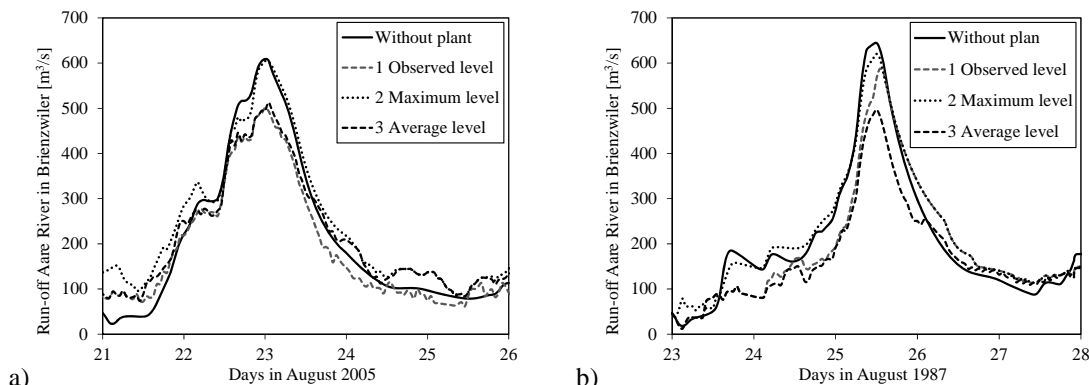 Run-off Aare River in Brienzwiler [m³/s]
700
600
500
400
300
200
100
0
Without plant
1 Observed level
2 Maximum level
3 Average level
21 22 23 24 25 26
Days in August 2005
a)
Run-off Aare River in Brienzwiler [m³/s]
700
600
500
400
300
200
100
0
Without plan
1 Observed level
2 Maximum level
3 Average level
23 24 25 26 27 28
Days in August 1987
b)